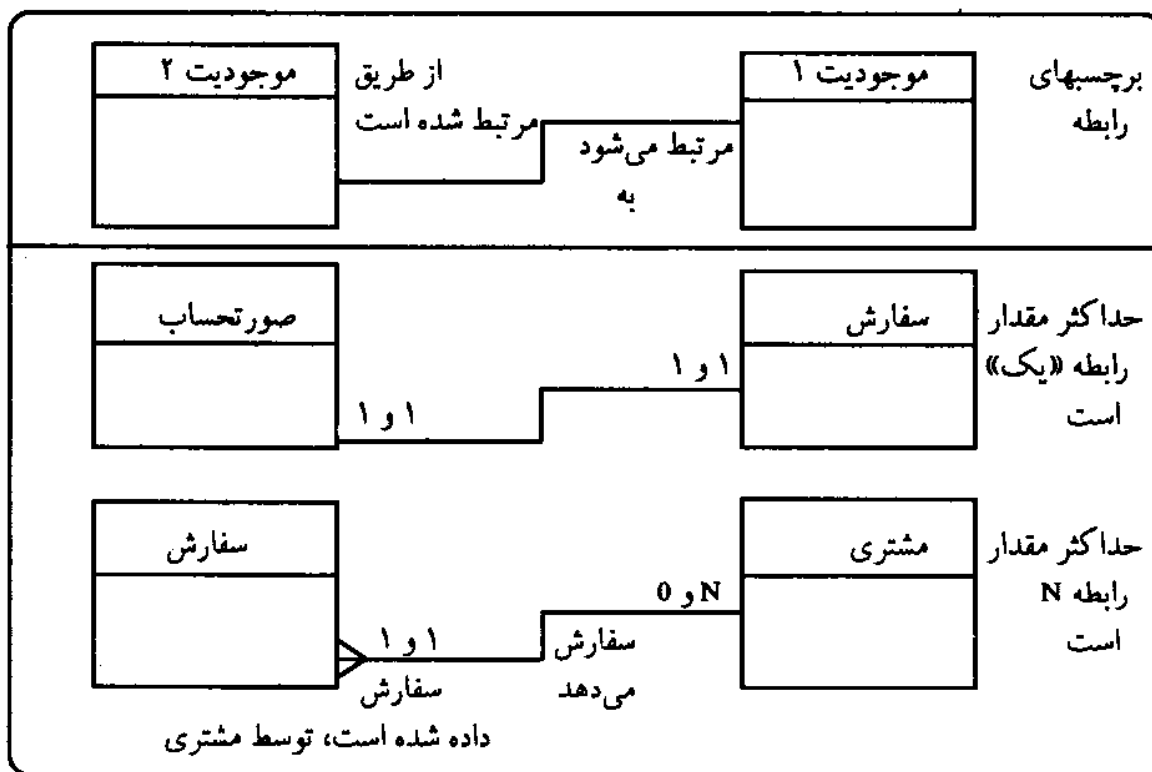 برچسبهای
رابطه
موجودیت ۱
مرتبط می‌شود
به
از طریق
مرتبط شده است
موجودیت ۲
حداکثر مقدار
رابطه «یک»
است
سفارش
۱ و ۱
۱ و ۱
صورتحساب
حداکثر مقدار
رابطه N
است
مشتری
0 و N
سفارش
می‌دهد
۱ و ۱
سفارش
داده شده است، توسط مشتری
سفارش